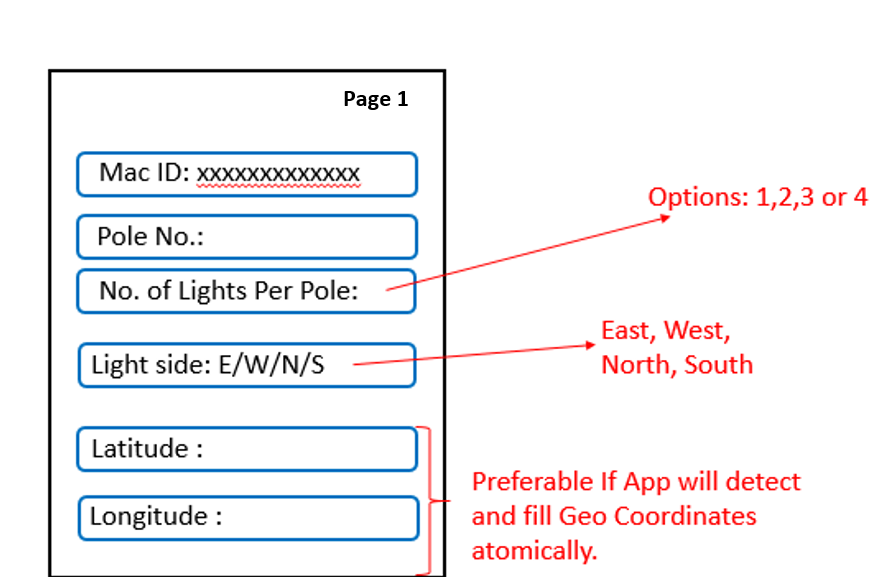 Page 1
Mac ID: xxxxxxxxxxxxx
Pole No.:
No. of Lights Per Pole:
Options: 1,2,3 or 4
Light side: E/W/N/S
East, West,
North, South
Latitude :
Longitude :
Preferable If App will detect
and fill Geo Coordinates
atomically.